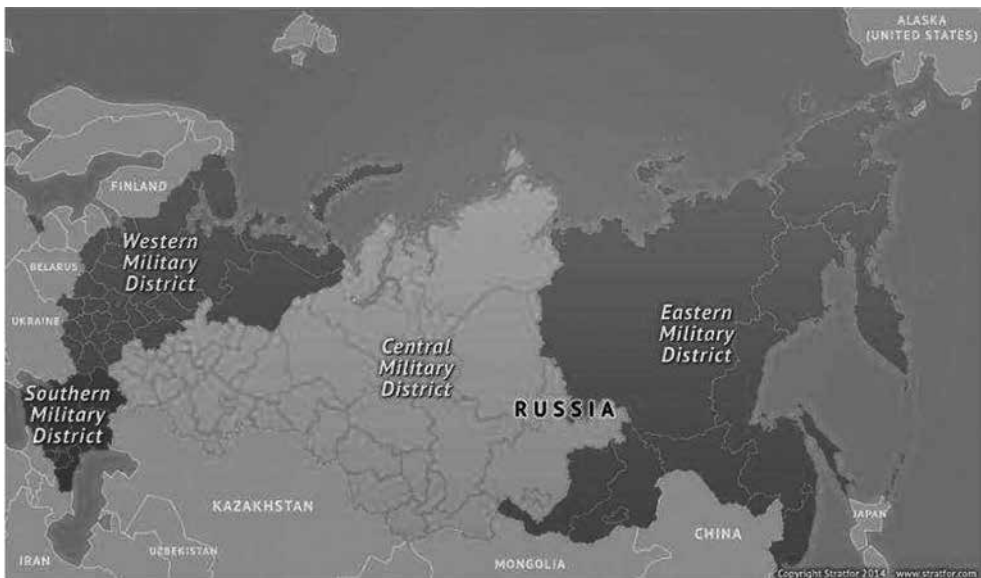 ALASKA
(UNITED STATES)
FINLAND
Western
Military
District
BELARUS
UKRAINE
Eastern
Military
District
Central
Military
District
Southern
Military
District
RUSSIA
KAZAKHSTAN
JAPAN
CHINA
UZBEKISTAN
IRAN
MONGOLIA
Copyright Stratfor 2014 www.stratfor.com